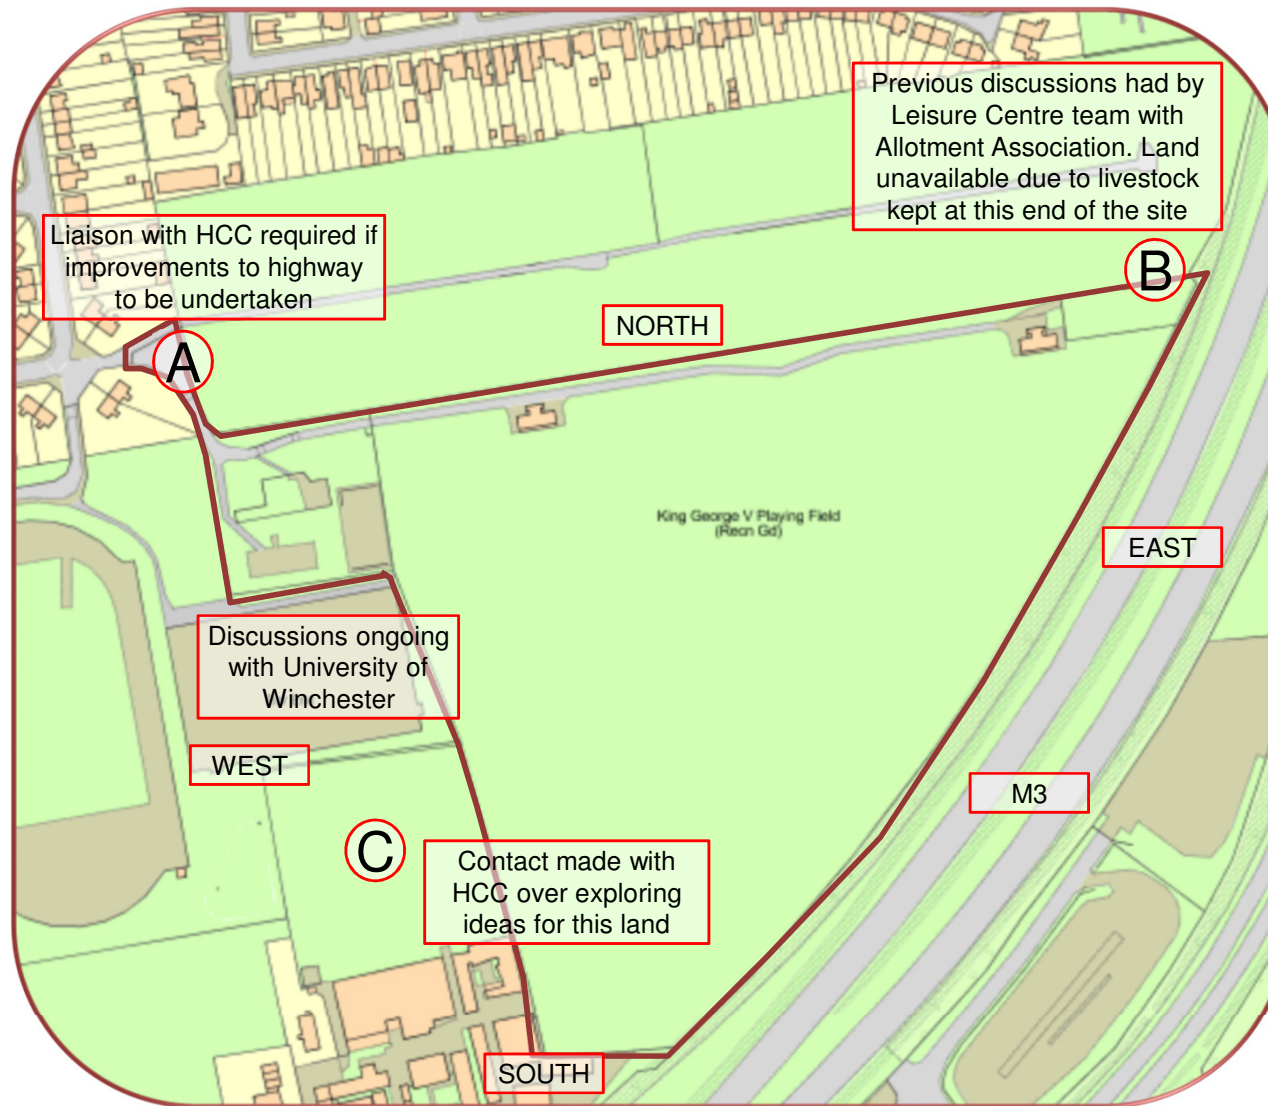 Previous discussions had by
Leisure Centre team with
Allotment Association. Land
unavailable due to livestock
kept at this end of the site
Liaison with HCC required if
improvements to highway
to be undertaken
B
NORTH
A
King George V Playing Field
(Recn Gd)
EAST
Discussions ongoing
with University of
Winchester
WEST
M3
C
Contact made with
HCC over exploring
ideas for this land
SOUTH